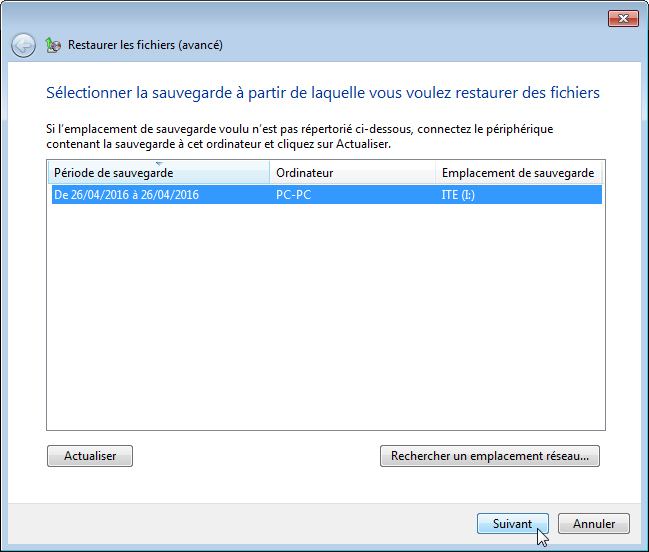 Restaurer les fichiers (avancé)
Sélectionner la sauvegarde à partir de laquelle vous voulez restaurer des fichiers
Si l'emplacement de sauvegarde voulu n'est pas répertorié ci-dessous, connectez le périphérique
contenant la sauvegarde à cet ordinateur et cliquez sur Actualiser.
Période de sauvegarde Ordinateur Emplacement de sauvegarde
De 26/04/2016 à 26/04/2016 PC-PC ITE (I:)
Actualiser Rechercher un emplacement réseau...
Suivant Annuler